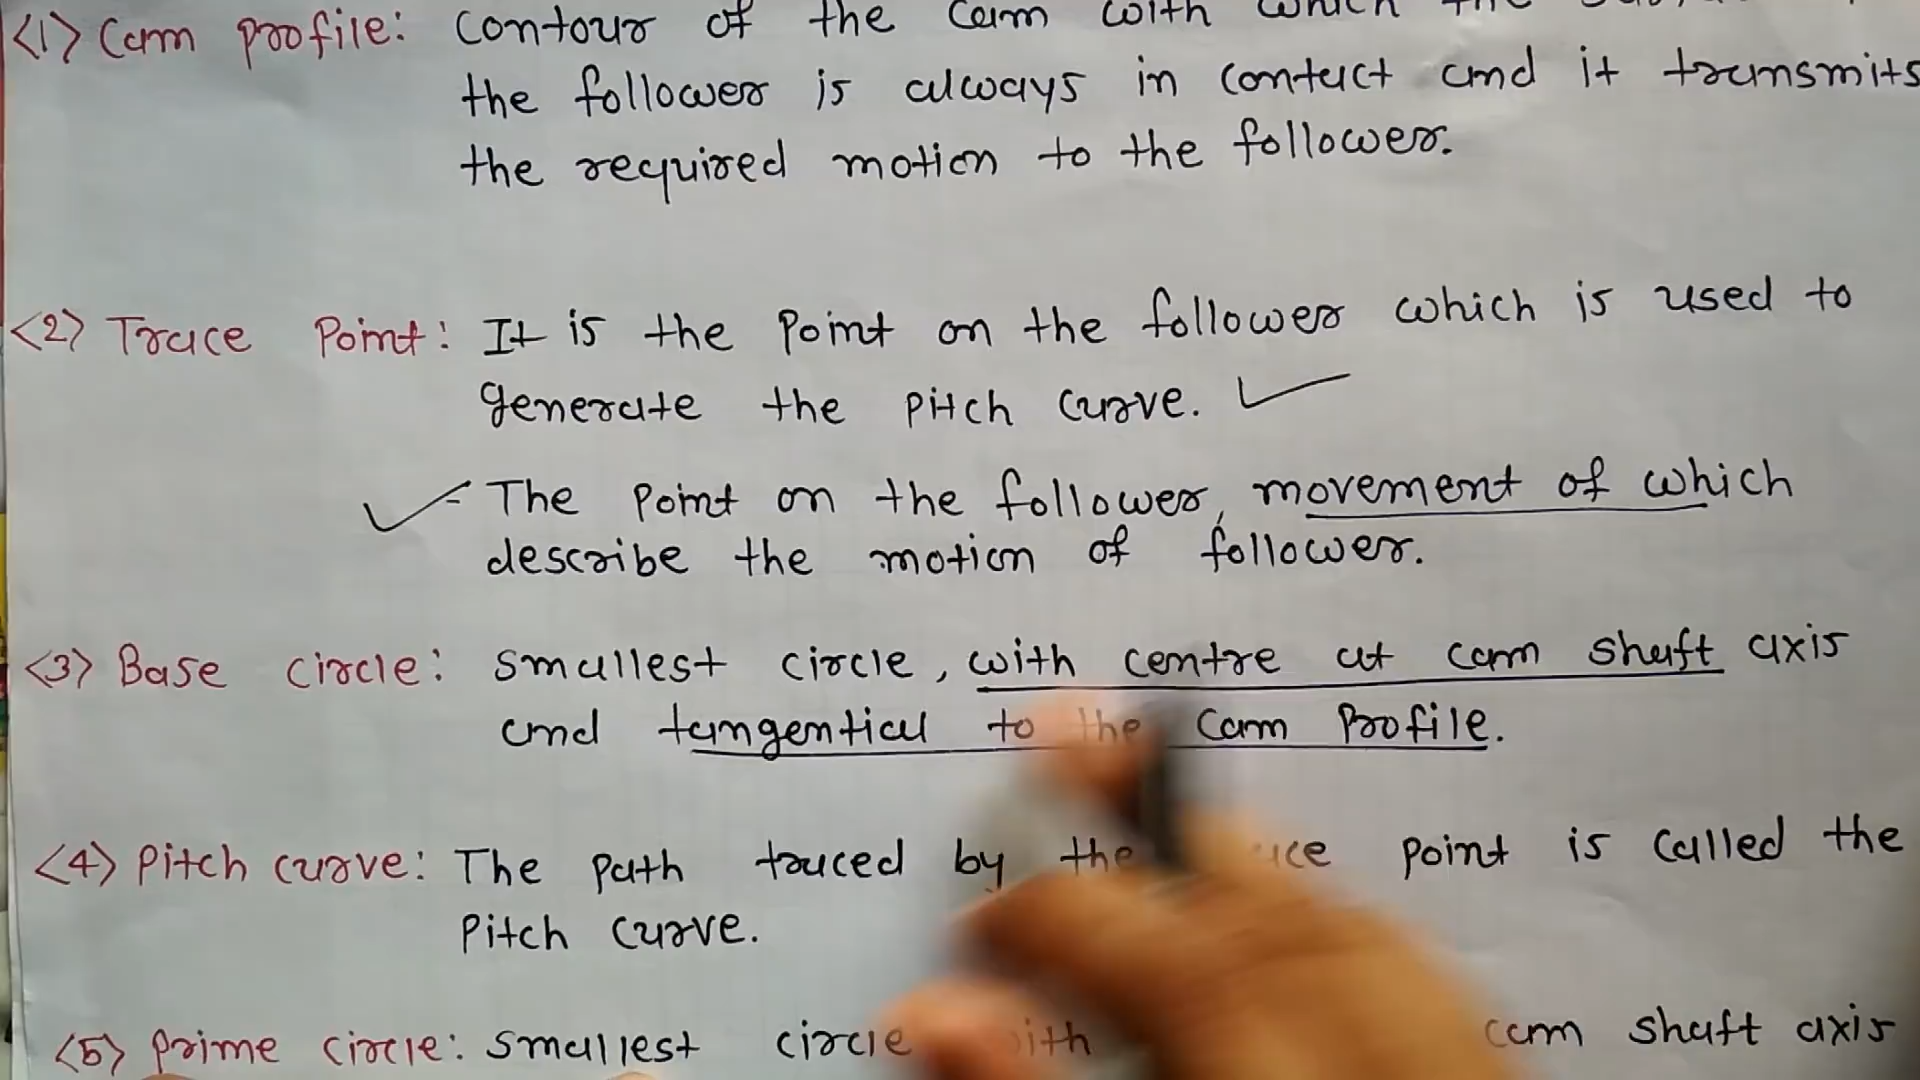 <1> Cam profile: Contour of the Cam with which the
the follower is always in contact and it transmits
the required motion to the follower.
<2> Trace Point: It is the Point on the follower which is used to
generate the pitch curve.
- The Point on the follower, movement of which
describe the motion of follower.
<3> Base circle: smallest circle, with centre at cam shaft axis
and tangential to the Cam Profile.
<4> Pitch curve: The path traced by the point is called the
Pitch curve.
<5> Prime circle: smallest circle cam shaft axis